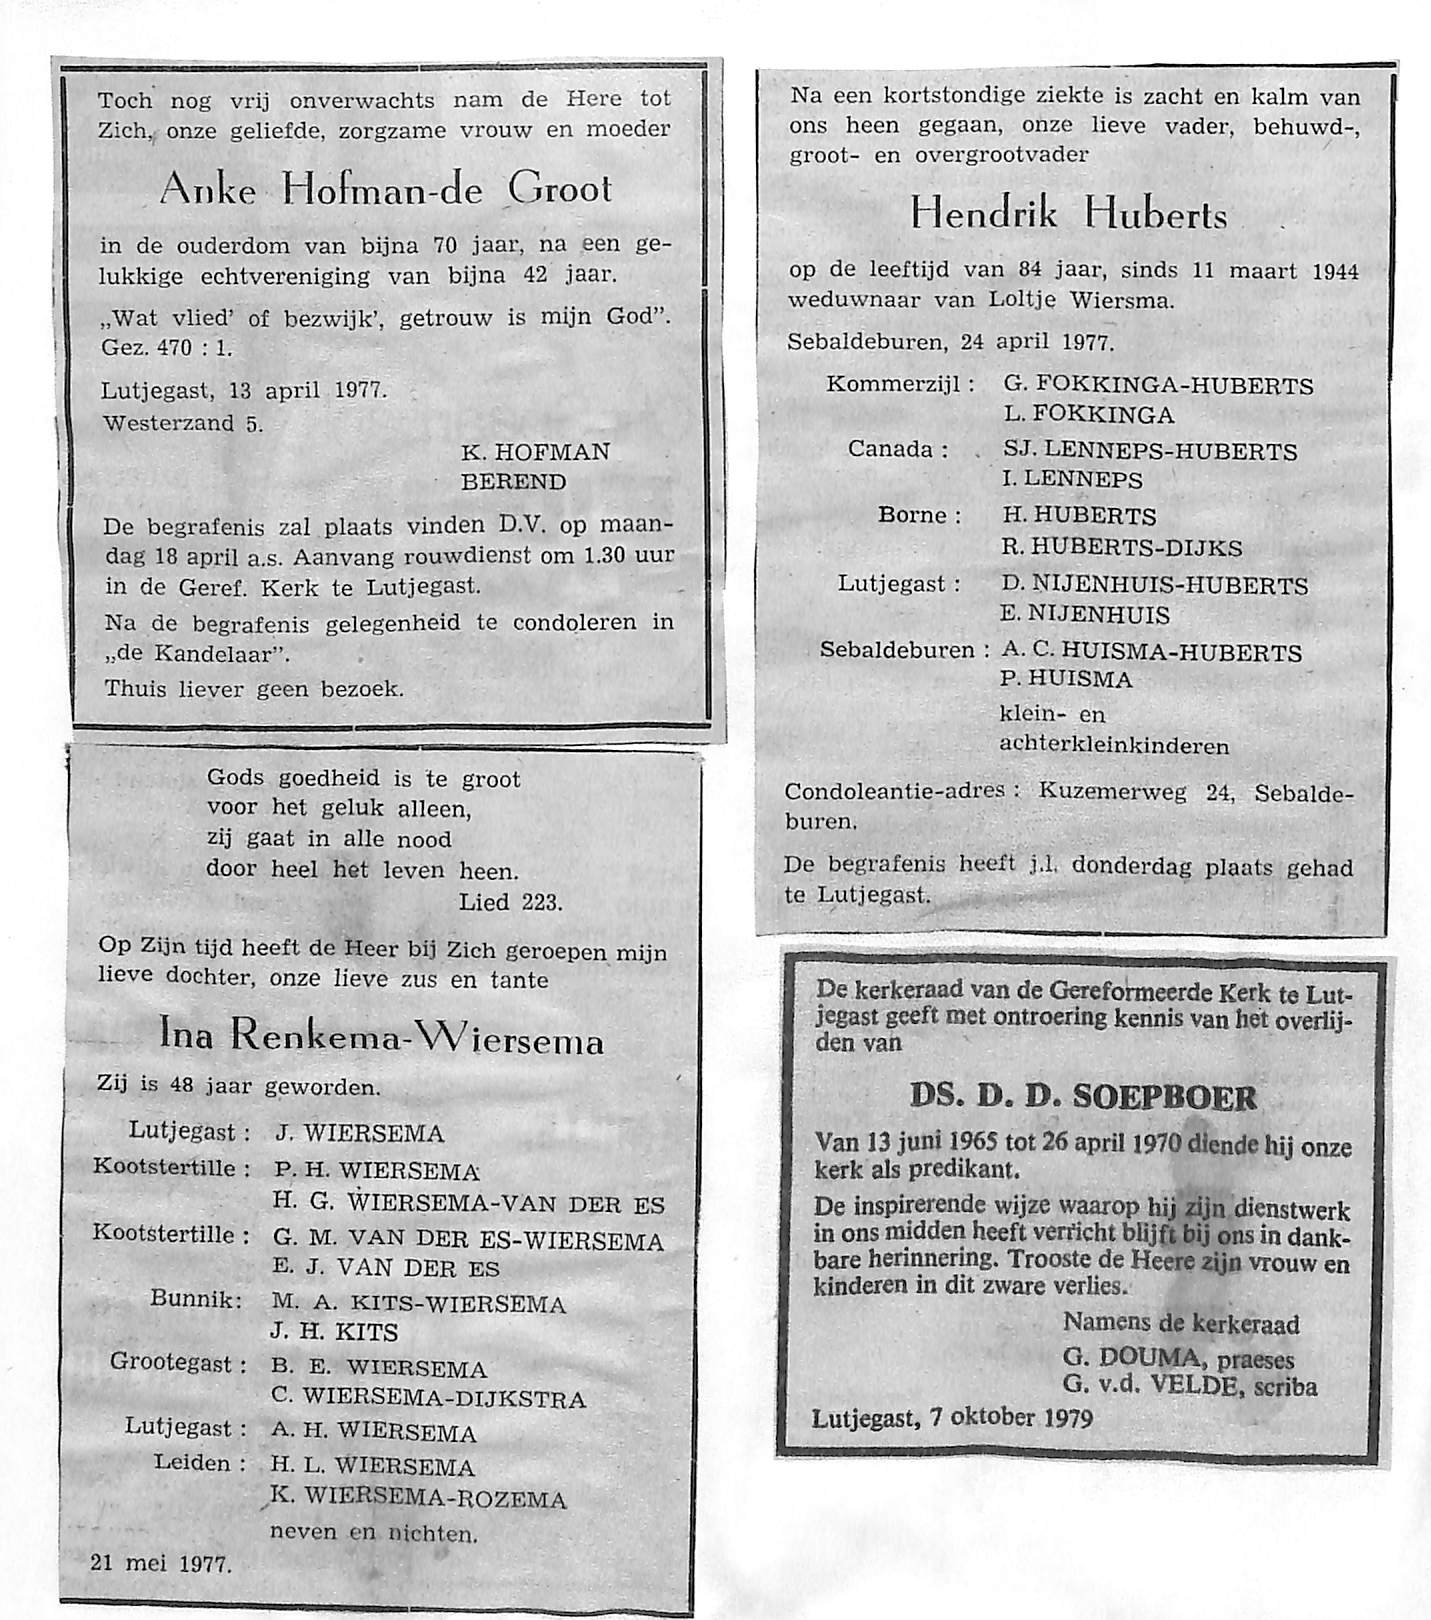 Toch nog vrij onverwachts nam de Here tot
Zich, onze geliefde, zorgzame vrouw en moeder
Anke Hofman-de Groot
in de ouderdom van bijna 70 jaar, na een ge-
lukkige echtvereniging van bijna 42 jaar.
„Wat vlied' of bezwijk', getrouw is mijn God”.
Gez. 470 : 1.
Lutjegast, 13 april 1977.
Westerzand 5.
K. HOFMAN
BEREND
De begrafenis zal plaats vinden D.V. op maan-
dag 18 april a.s. Aanvang rouwdienst om 1.30 uur
in de Geref. Kerk te Lutjegast.
Na de begrafenis gelegenheid te condoleren in
„de Kandelaar”.
Thuis liever geen bezoek.
Gods goedheid is te groot
voor het geluk alleen,
zij gaat in alle nood
door heel het leven heen.
Lied 223.
Op Zijn tijd heeft de Heer bij Zich geroepen mijn
lieve dochter, onze lieve zus en tante
Ina Renkema-Wiersema
Zij is 48 jaar geworden.
Lutjegast : J. WIERSEMA
Kootstertille : P. H. WIERSEMA
H. G. WIERSEMA-VAN DER ES
Kootstertille : G. M. VAN DER ES-WIERSEMA
E. J. VAN DER ES
Bunnik: M. A. KITS-WIERSEMA
J. H. KITS
Grootegast : B. E. WIERSEMA
C. WIERSEMA-DIJKSTRA
Lutjegast : A. H. WIERSEMA
Leiden : H. L. WIERSEMA
K. WIERSEMA-ROZEMA
neven en nichten.
21 mei 1977.
Na een kortstondige ziekte is zacht en kalm van
ons heen gegaan, onze lieve vader, behuwd-,
groot- en overgrootvader
Hendrik Huberts
op de leeftijd van 84 jaar, sinds 11 maart 1944
weduwnaar van Loltje Wiersma.
Sebaldeburen, 24 april 1977.
Kommerzijl : G. FOKKINGA-HUBERTS
L. FOKKINGA
Canada : SJ. LENNEPS-HUBERTS
I. LENNEPS
Borne : H. HUBERTS
R. HUBERTS-DIJKS
Lutjegast : D. NIJENHUIS-HUBERTS
E. NIJENHUIS
Sebaldeburen : A. C. HUISMA-HUBERTS
P. HUISMA
klein- en
achterkleinkinderen
Condoleantie-adres : Kuzemerweg 24, Sebalde-
buren.
De begrafenis heeft j.l. donderdag plaats gehad
te Lutjegast.
De kerkeraad van de Gereformeerde Kerk te Lut-
jegast geeft met ontroering kennis van het overlij-
den van
DS. D. D. SOEPBOER
Van 13 juni 1965 tot 26 april 1970 diende hij onze
kerk als predikant.
De inspirerende wijze waarop hij zijn dienstwerk
in ons midden heeft verricht blijft bij ons in dank-
bare herinnering. Trooste de Heere zijn vrouw en
kinderen in dit zware verlies.
Namens de kerkeraad
G. DOUMA, praeses
G. v.d. VELDE, scriba
Lutjegast, 7 oktober 1979